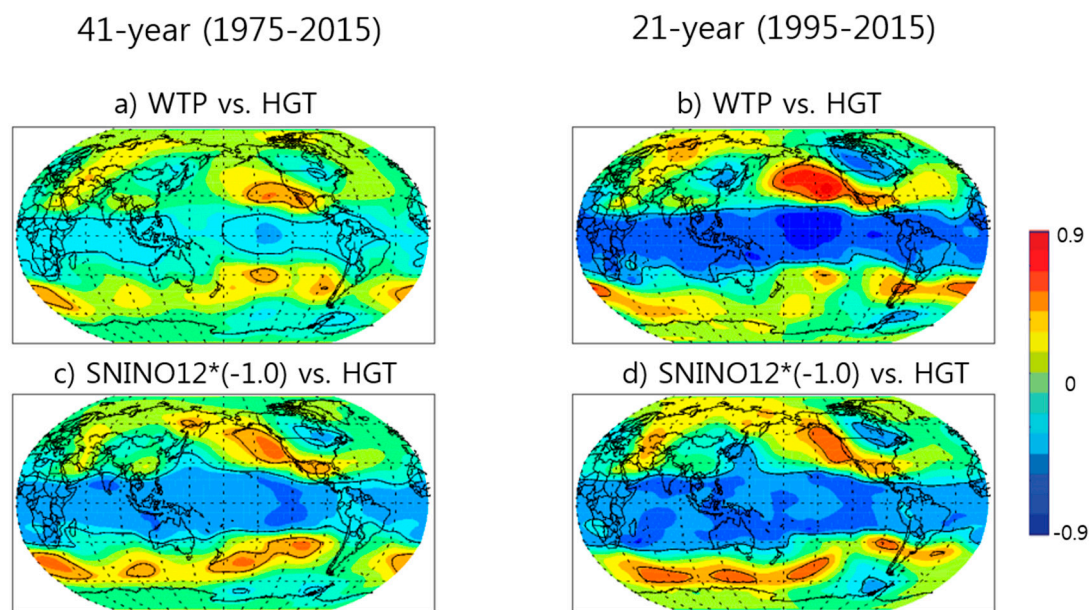 41-year (1975-2015)
21-year (1995-2015)
a) WTP vs. HGT
b) WTP vs. HGT
c) SNINO12*(-1.0) vs. HGT
d) SNINO12*(-1.0) vs. HGT
0.9
0
-0.9